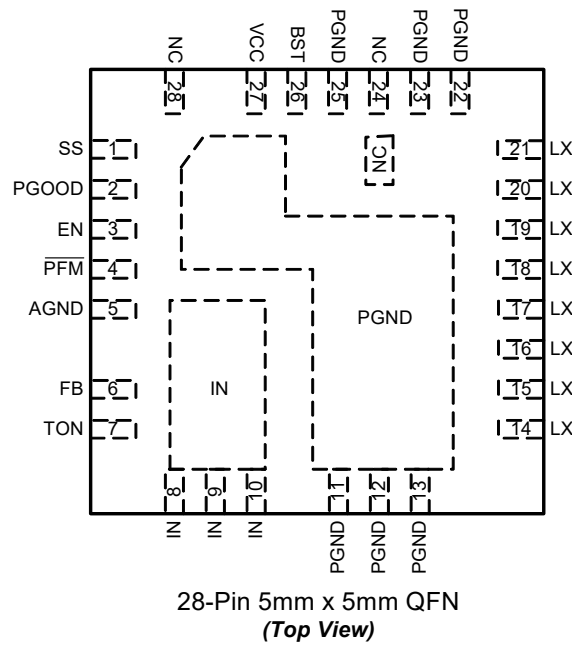 NC
VCC
BST
PGND
NC
PGND
PGND
28
27
26
25
24
23
22
SS 1
PGOOD 2
EN 3
PFM 4
AGND 5
FB 6
TON 7
NC
PGND
IN
21 LX
20 LX
19 LX
18 LX
17 LX
16 LX
15 LX
14 LX
8
9
10
11
12
13
IN
IN
IN
PGND
PGND
PGND
28-Pin 5mm x 5mm QFN
(Top View)